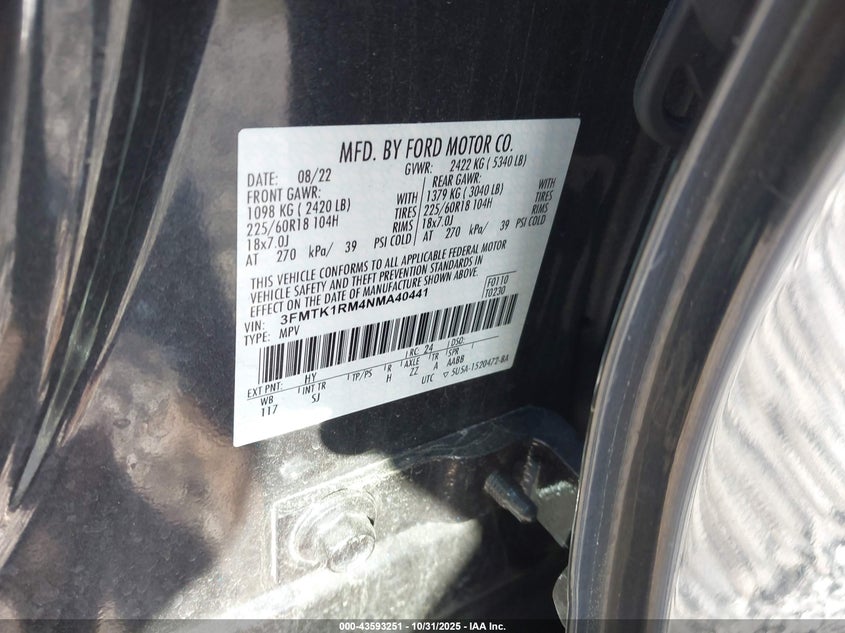 MFD. BY FORD MOTOR CO.
DATE: 08/22 GVWR: 2422 KG ( 5340 LB)
FRONT GAWR: REAR GAWR:
1098 KG ( 2420 LB) WITH 1379 KG ( 3040 LB) WITH
225/60R18 104H TIRES 225/60R18 104H TIRES
18x7.0J RIMS 18x7.0J RIMS
AT 270 kPa/ 39 PSI COLD AT 270 kPa/ 39 PSI COLD
THIS VEHICLE CONFORMS TO ALL APPLICABLE FEDERAL MOTOR
VEHICLE SAFETY AND THEFT PREVENTION STANDARDS IN
EFFECT ON THE DATE OF MANUFACTURE SHOWN ABOVE.
VIN: 3FMTK1RM4NMA40441 F0110
TYPE: MPV T0230
EXT PNT: HY RC: 24 DSO:
WB INT TR TP/PS R AXLE TR SPR
117 SJ H ZZ A AABB
UTC ▽ 5U5A-1520472-BA
000-43593251 - 10/31/2025 - IAA Inc.